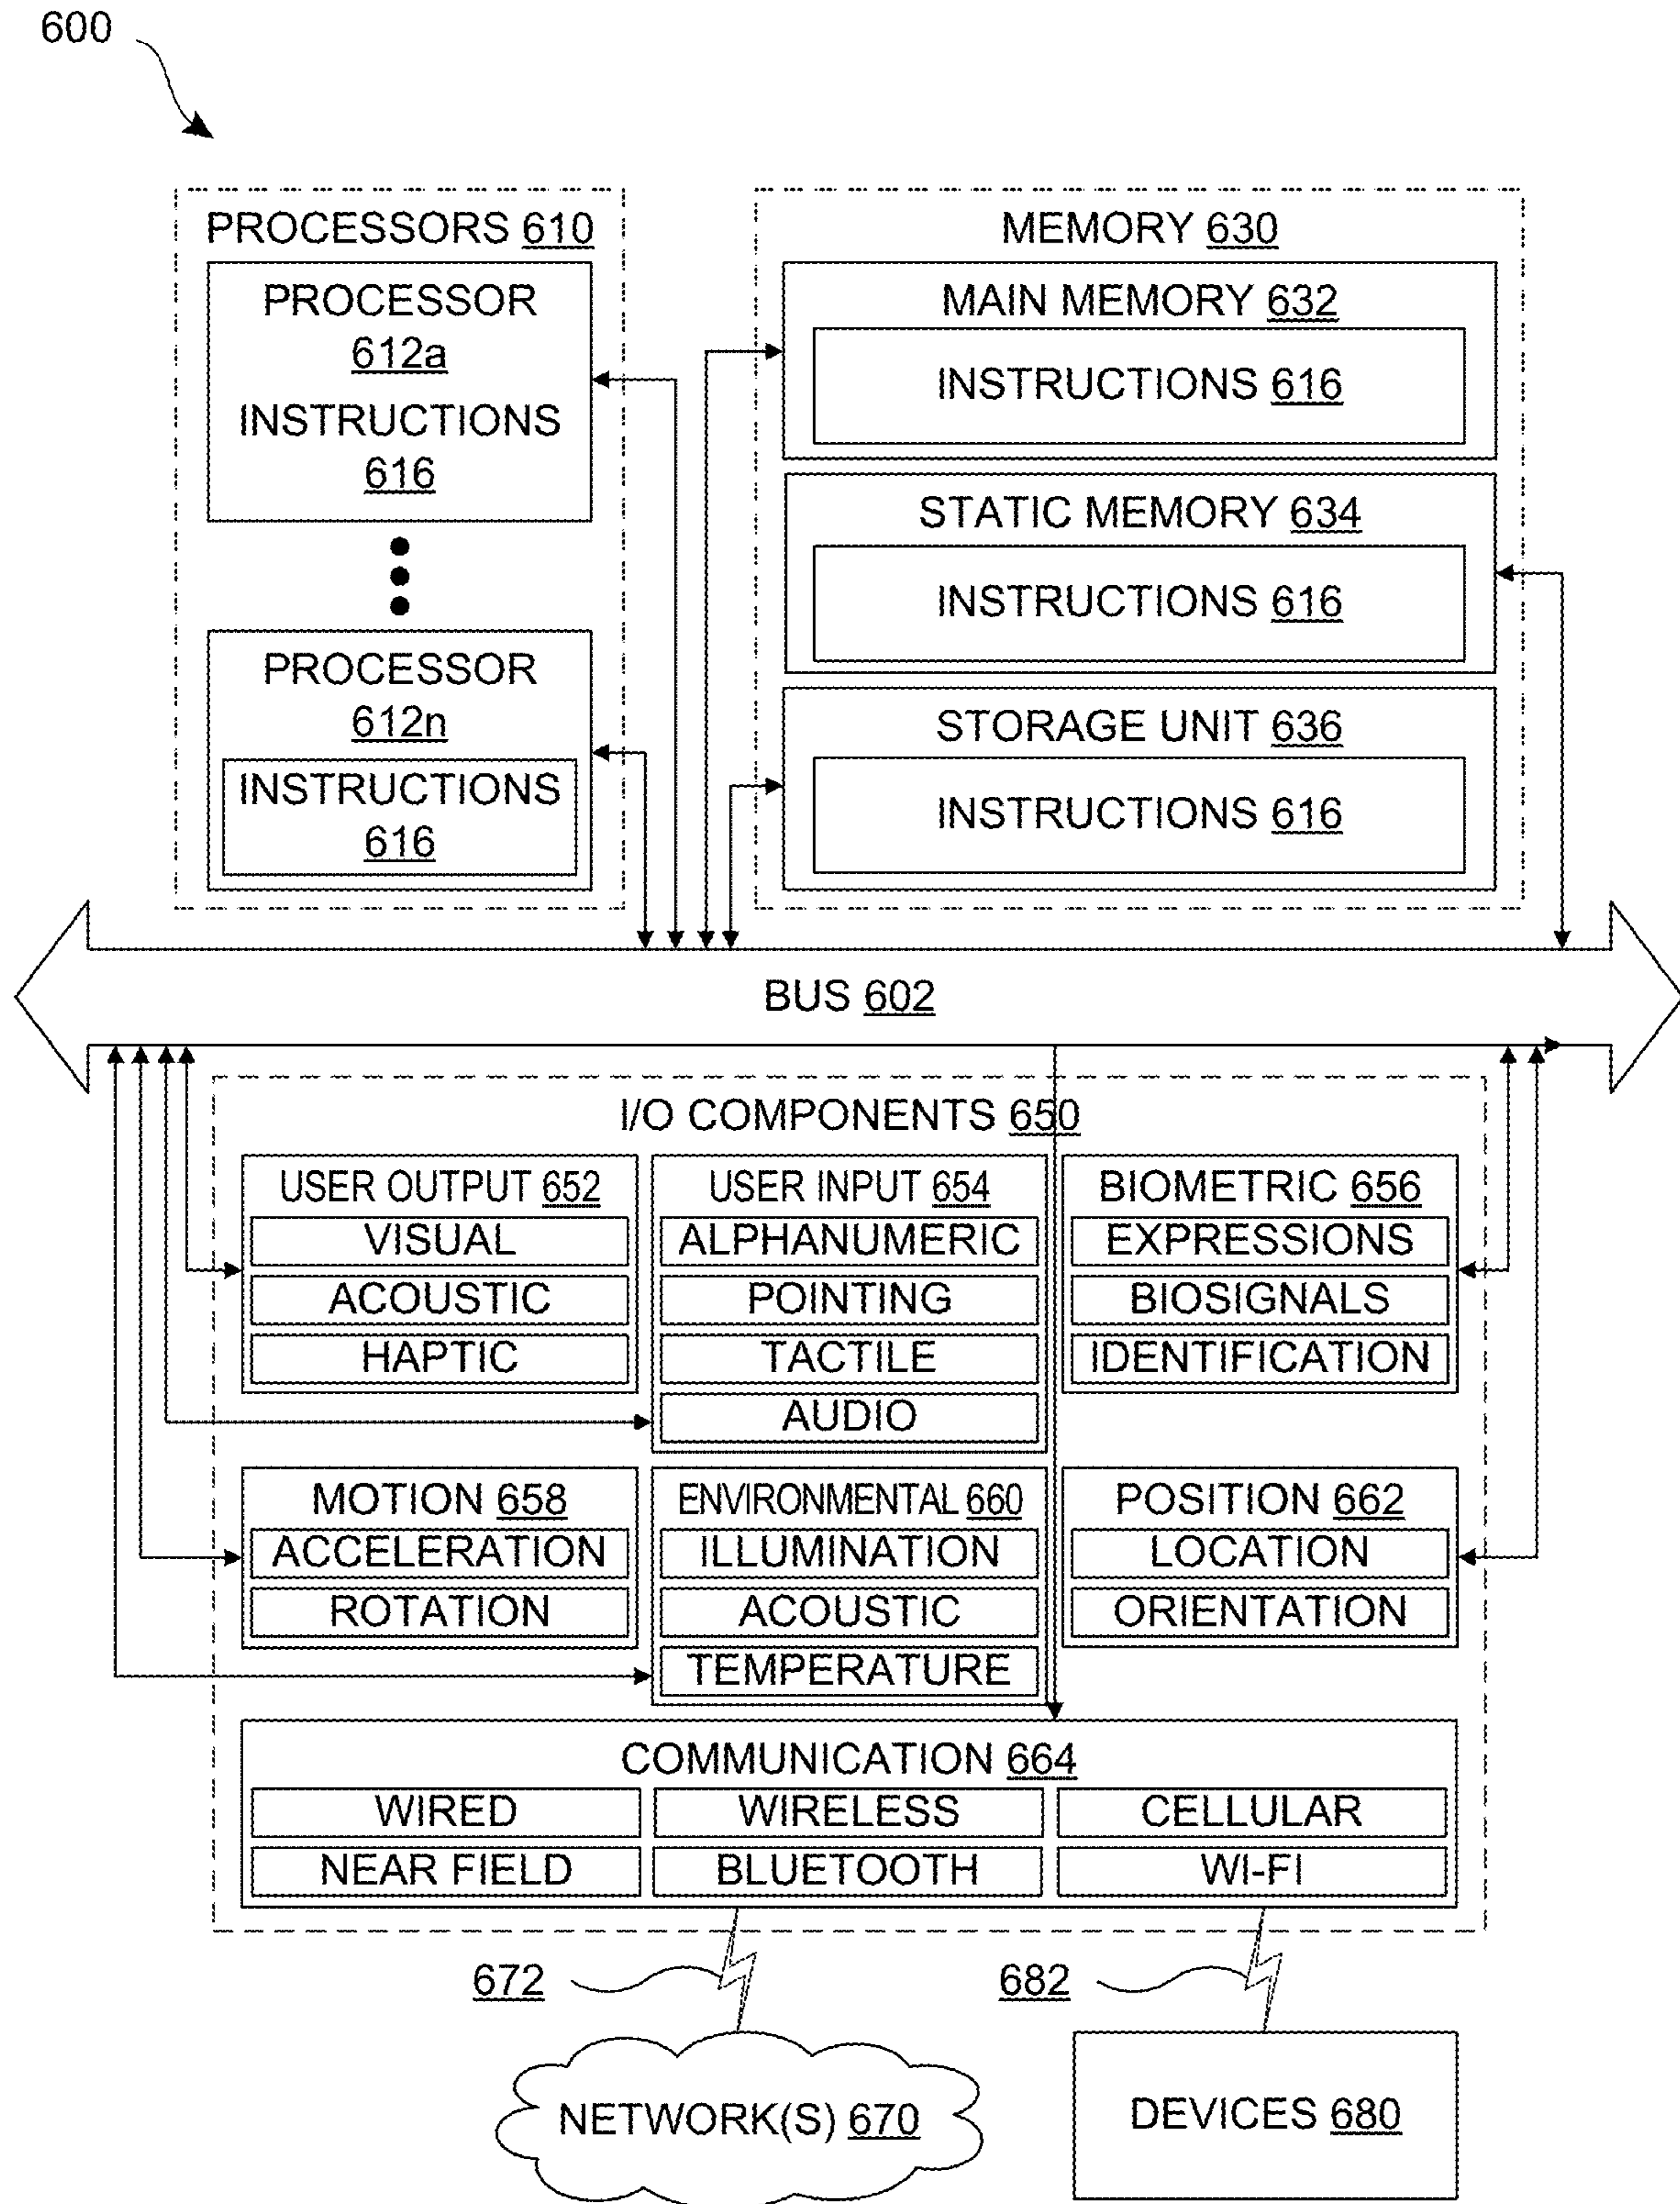 600
PROCESSORS 610
PROCESSOR
612a
INSTRUCTIONS
616
PROCESSOR
612n
INSTRUCTIONS
616
MEMORY 630
MAIN MEMORY 632
INSTRUCTIONS 616
STATIC MEMORY 634
INSTRUCTIONS 616
STORAGE UNIT 636
INSTRUCTIONS 616
BUS 602
I/O COMPONENTS 650
USER OUTPUT 652
VISUAL
ACOUSTIC
HAPTIC
USER INPUT 654
ALPHANUMERIC
POINTING
TACTILE
AUDIO
BIOMETRIC 656
EXPRESSIONS
BIOSIGNALS
IDENTIFICATION
MOTION 658
ACCELERATION
ROTATION
ENVIRONMENTAL 660
ILLUMINATION
ACOUSTIC
TEMPERATURE
POSITION 662
LOCATION
ORIENTATION
COMMUNICATION 664
WIRED
WIRELESS
CELLULAR
NEAR FIELD
BLUETOOTH
WI-FI
672
682
NETWORK(S) 670
DEVICES 680